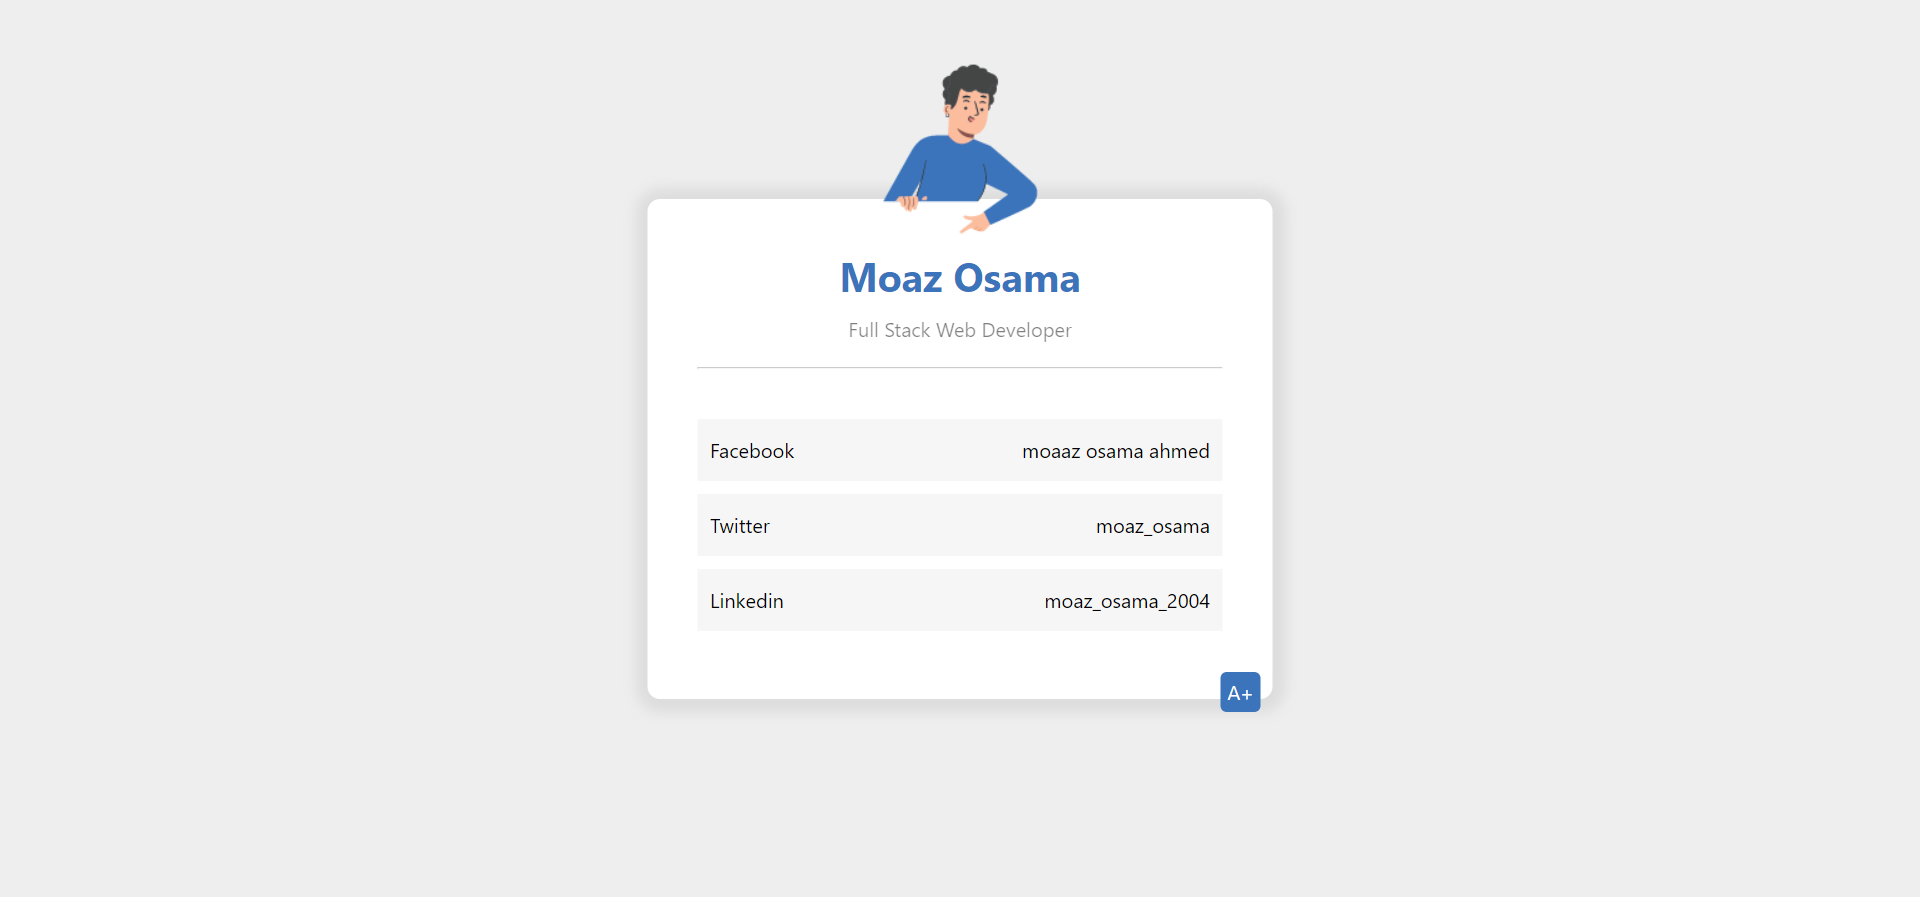 Moaz Osama
Full Stack Web Developer
Facebook moaaz osama ahmed
Twitter moaz_osama
Linkedin moaz_osama_2004
A+